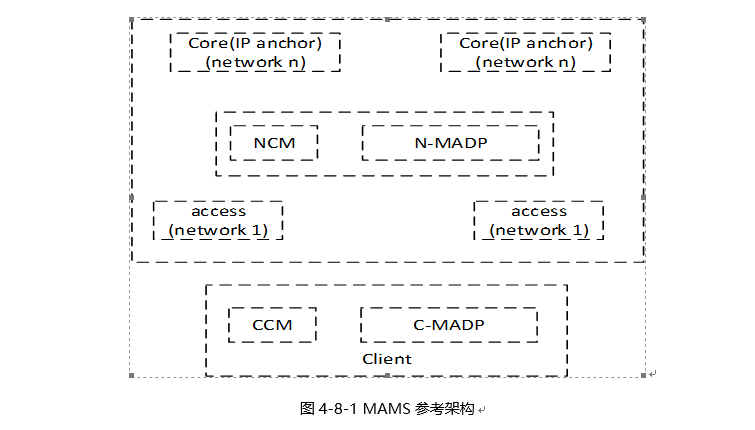 Core(IP anchor)
(network n)
Core(IP anchor)
(network n)
NCM
N-MADP
access
(network 1)
access
(network 1)
CCM
C-MADP
Client
图 4-8-1 MAMS 参考架构